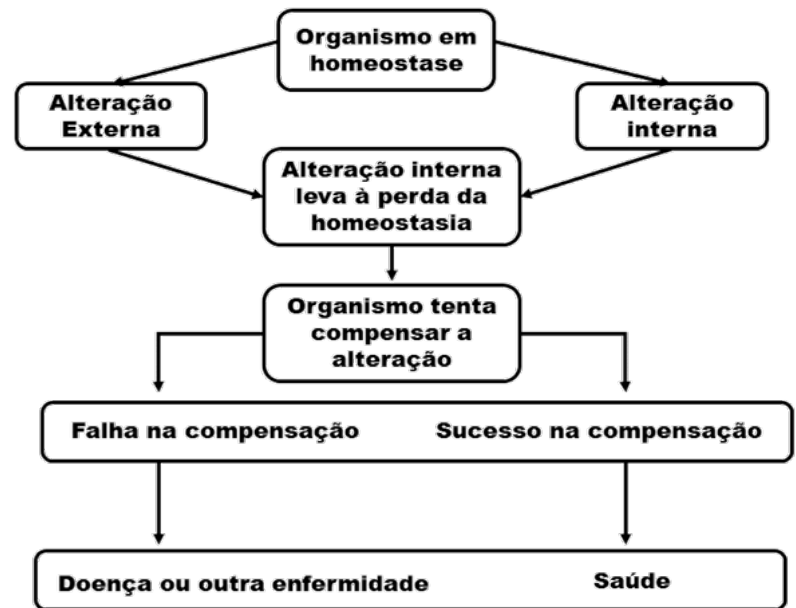 Organismo em
homeostase
Alteração
Externa
Alteração
interna
Alteração interna
leva à perda da
homeostasia
Organismo tenta
compensar a
alteração
Falha na compensação
Sucesso na compensação
Doença ou outra enfermidade
Saúde